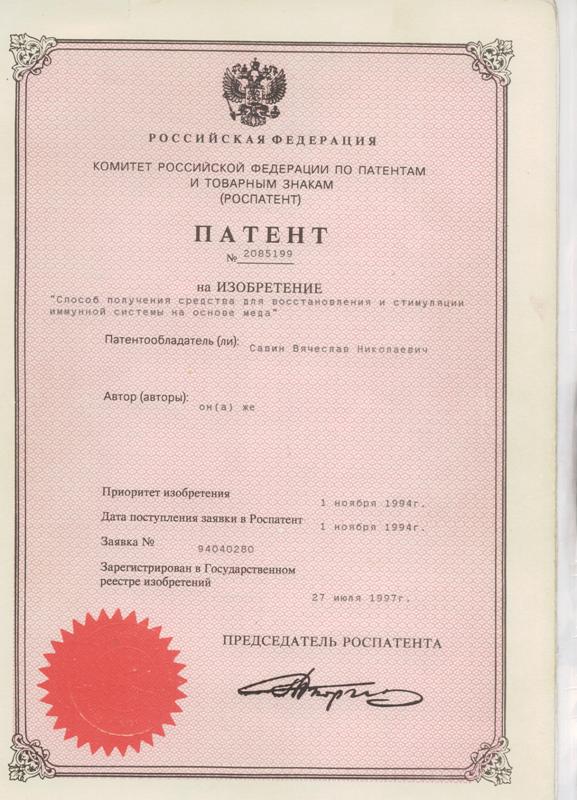 РОССИЙСКАЯ ФЕДЕРАЦИЯ
КОМИТЕТ РОССИЙСКОЙ ФЕДЕРАЦИИ ПО ПАТЕНТАМ
И ТОВАРНЫМ ЗНАКАМ
(РОСПАТЕНТ)
ПАТЕНТ
№ 2085199
на ИЗОБРЕТЕНИЕ
"Способ получения средства для восстановления и стимуляции
иммунной системы на основе меда"
Патентообладатель (ли): Савин Вячеслав Николаевич
Автор (авторы): он(а) же
Приоритет изобретения 1 ноября 1994г.
Дата поступления заявки в Роспатент 1 ноября 1994г.
Заявка № 94040280
Зарегистрирован в Государственном
реестре изобретений
27 июля 1997г.
ПРЕДСЕДАТЕЛЬ РОСПАТЕНТА